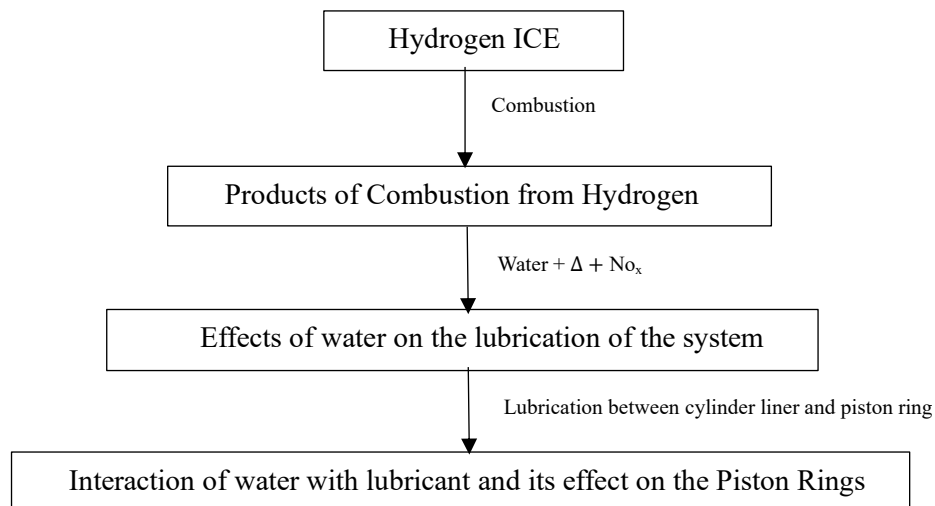 Hydrogen ICE
Combustion
Products of Combustion from Hydrogen
Water + Δ + Noₓ
Effects of water on the lubrication of the system
Lubrication between cylinder liner and piston ring
Interaction of water with lubricant and its effect on the Piston Rings